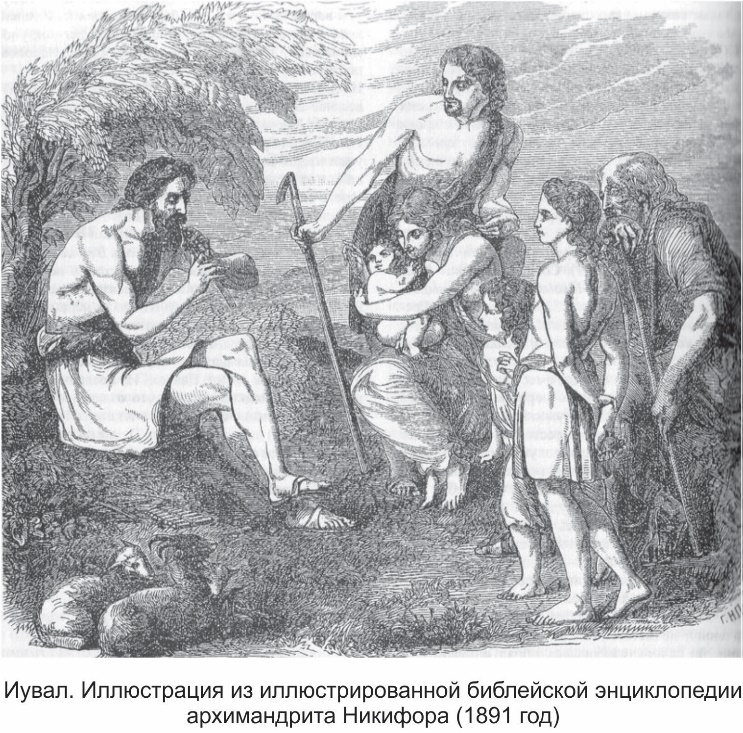 Иувал. Иллюстрация из иллюстрированной библейской энциклопедии
архимандрита Никифора (1891 год)